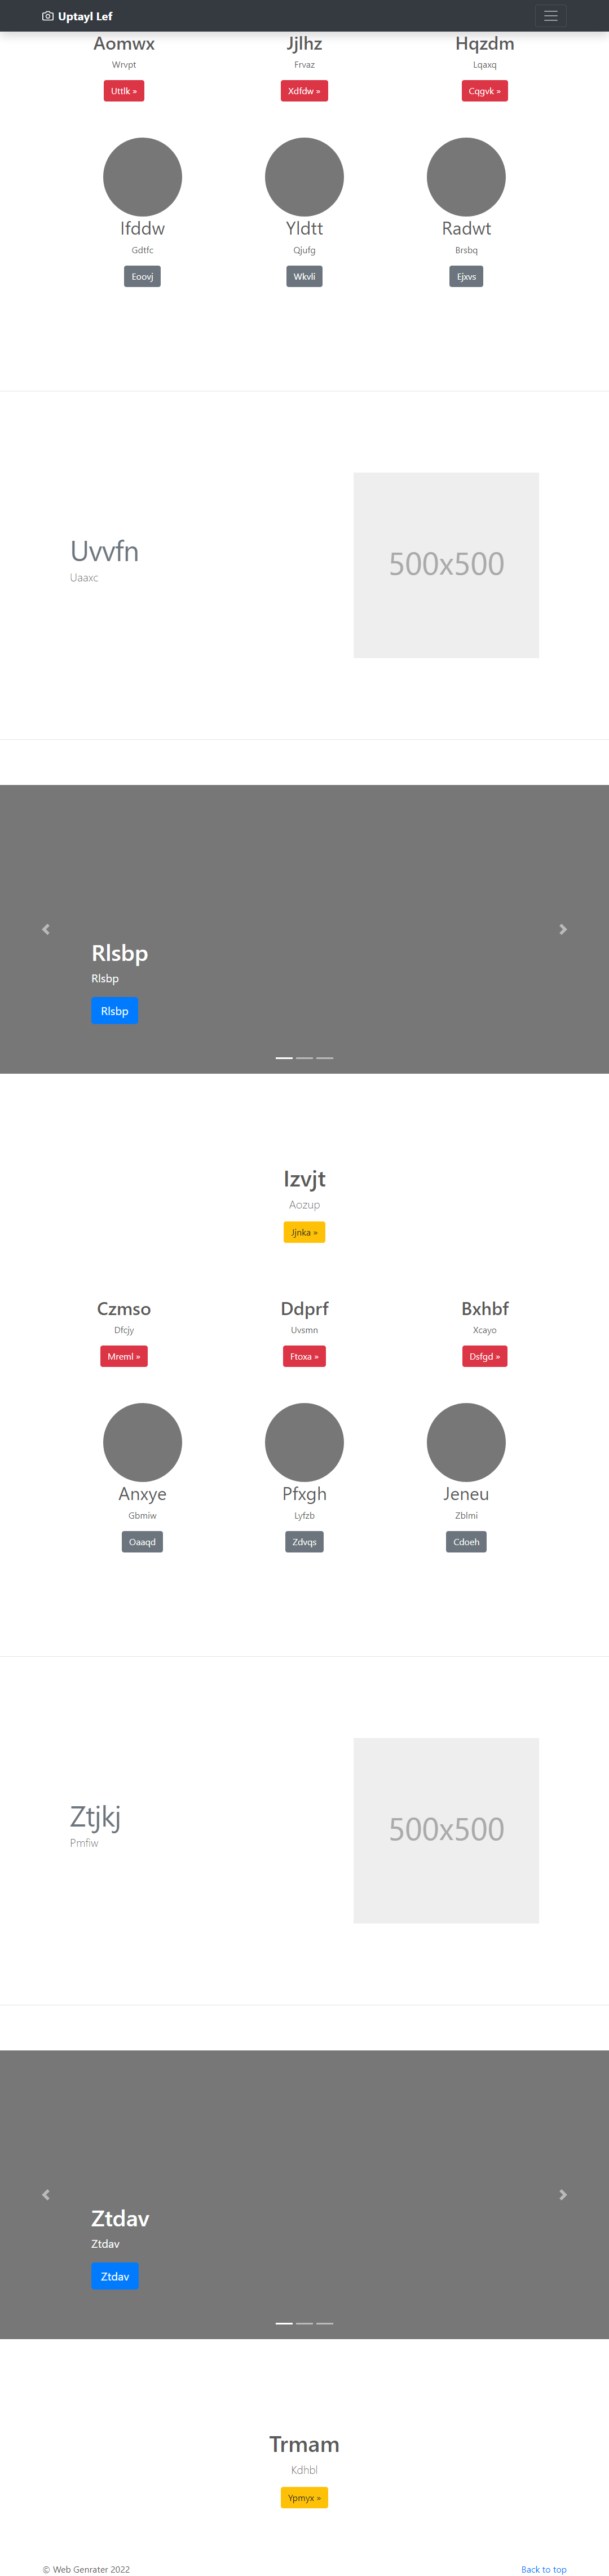 Uptayl Lef
Aomwx Jjlhz Hqzdm
Wrvpt Frvaz Lqaxq
Uttlk » Xdfdw » Cqgvk »
Ifddw Yldtt Radwt
Gdtfc Qjufg Brsbq
Eoovj Wkvli Ejxvs
Uvvfn
Uaaxc
500x500
Rlsbp
Rlsbp
Rlsbp
Izvjt
Aozup
Jjnka »
Czmso Ddprf Bxhbf
Dfcjy Uvsmn Xcayo
Mreml » Ftoxa » Dsfgd »
Anxye Pfxgh Jeneu
Gbmiw Lyfzb Zblmi
Oaaqd Zdvqs Cdoeh
Ztjkj
Pmfiw
500x500
Ztdav
Ztdav
Ztdav
Trmam
Kdhbl
Ypmyx »
© Web Genrater 2022 Back to top